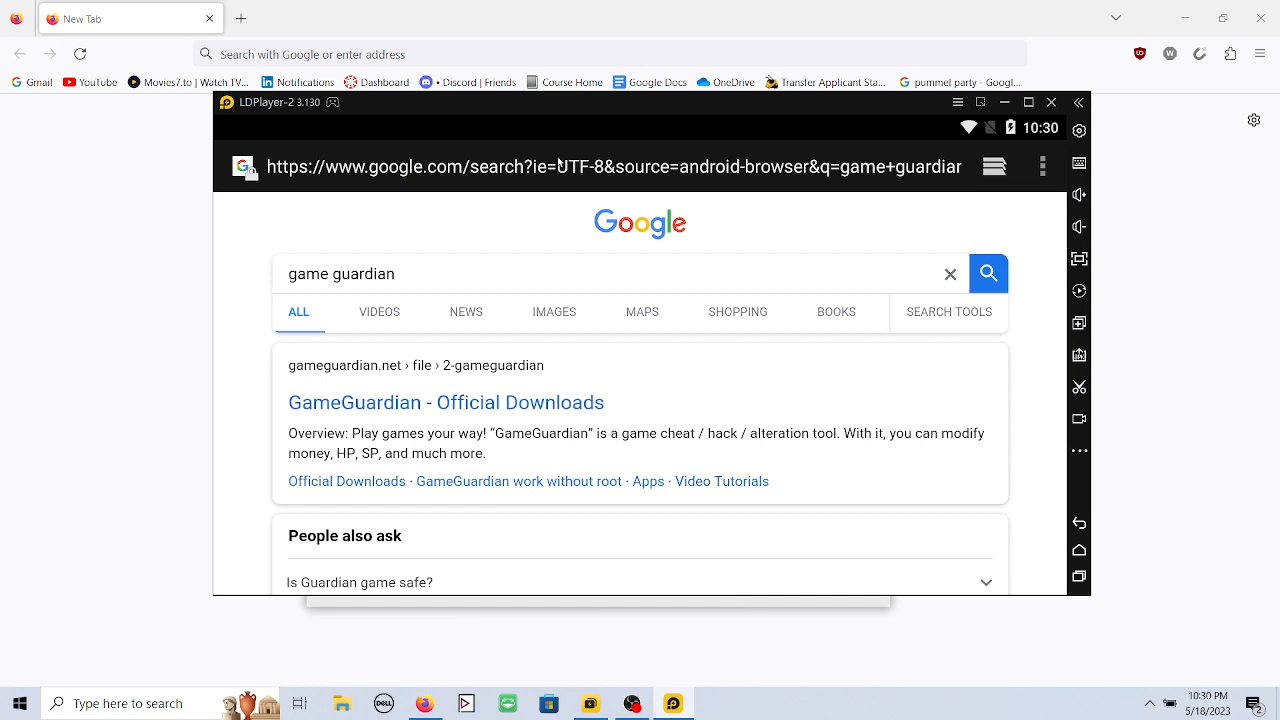 New Tab
Search with Google or enter address
Gmail
YouTube
Movies7.to | Watch TV...
Notifications
Dashboard
• Discord | Friends
Course Home
Google Docs
OneDrive
Transfer Applicant Sta...
pummel party - Googl...
LDPlayer-2 3.130
10:30
https://www.google.com/search?ie=UTF-8&source=android-browser&q=game+guardian
Google
game guardian
ALL
VIDEOS
NEWS
IMAGES
MAPS
SHOPPING
BOOKS
SEARCH TOOLS
gameguardian.net › file › 2-gameguardian
GameGuardian - Official Downloads
Overview: Play games your way! “GameGuardian” is a game cheat / hack / alteration tool. With it, you can modify
money, HP, SP, and much more.
Official Downloads · GameGuardian work without root · Apps · Video Tutorials
People also ask
Is Guardian game safe?
Type here to search
DELL
10:30 PM
5/18/2023
2